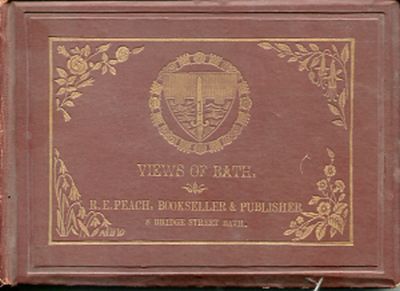 VIEWS OF BATH.
R. E. PEACH, BOOKSELLER & PUBLISHER
8 BRIDGE STREET BATH.